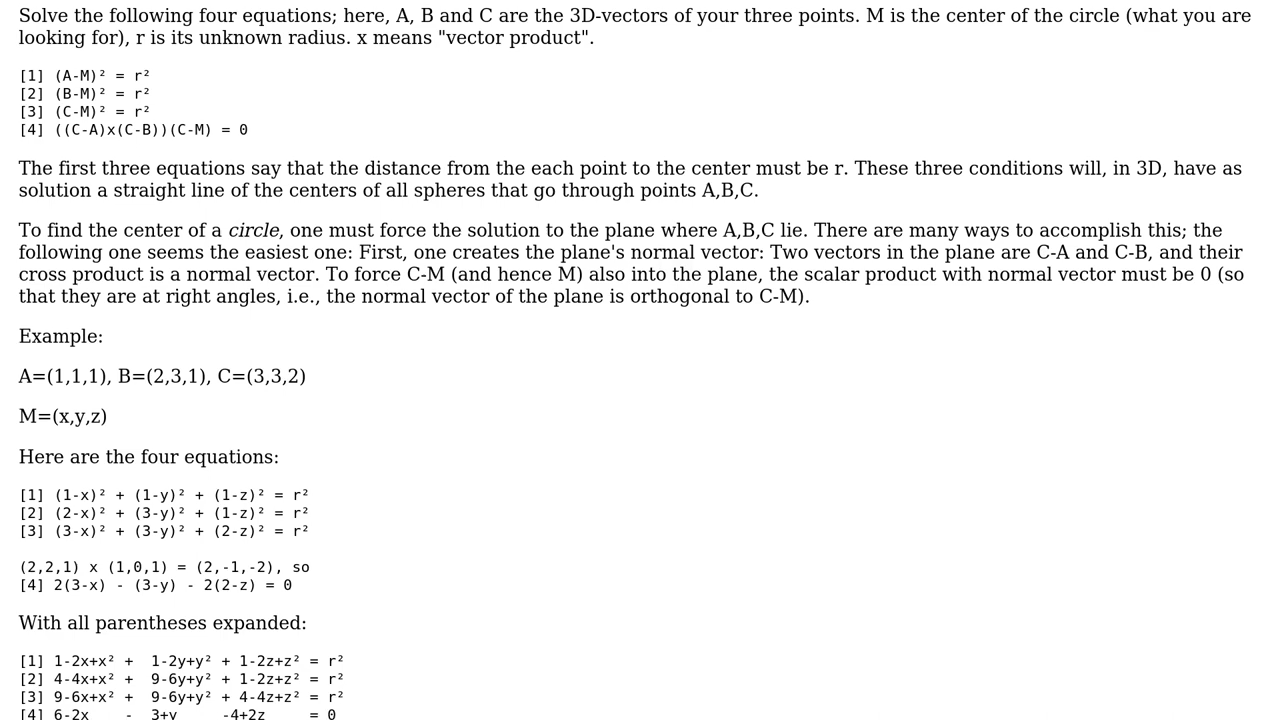 Solve the following four equations; here, A, B and C are the 3D-vectors of your three points. M is the center of the circle (what you are
looking for), r is its unknown radius. x means "vector product".
[1] (A-M)² = r²
[2] (B-M)² = r²
[3] (C-M)² = r²
[4] ((C-A)x(C-B))(C-M) = 0
The first three equations say that the distance from the each point to the center must be r. These three conditions will, in 3D, have as
solution a straight line of the centers of all spheres that go through points A,B,C.
To find the center of a circle, one must force the solution to the plane where A,B,C lie. There are many ways to accomplish this; the
following one seems the easiest one: First, one creates the plane's normal vector: Two vectors in the plane are C-A and C-B, and their
cross product is a normal vector. To force C-M (and hence M) also into the plane, the scalar product with normal vector must be 0 (so
that they are at right angles, i.e., the normal vector of the plane is orthogonal to C-M).
Example:
A=(1,1,1), B=(2,3,1), C=(3,3,2)
M=(x,y,z)
Here are the four equations:
[1] (1-x)² + (1-y)² + (1-z)² = r²
[2] (2-x)² + (3-y)² + (1-z)² = r²
[3] (3-x)² + (3-y)² + (2-z)² = r²
(2,2,1) x (1,0,1) = (2,-1,-2), so
[4] 2(3-x) - (3-y) - 2(2-z) = 0
With all parentheses expanded:
[1] 1-2x+x² +  1-2y+y² + 1-2z+z² = r²
[2] 4-4x+x² +  9-6y+y² + 1-2z+z² = r²
[3] 9-6x+x² +  9-6y+y² + 4-4z+z² = r²
[4] 6-2x    -  3+y     -4+2z     = 0